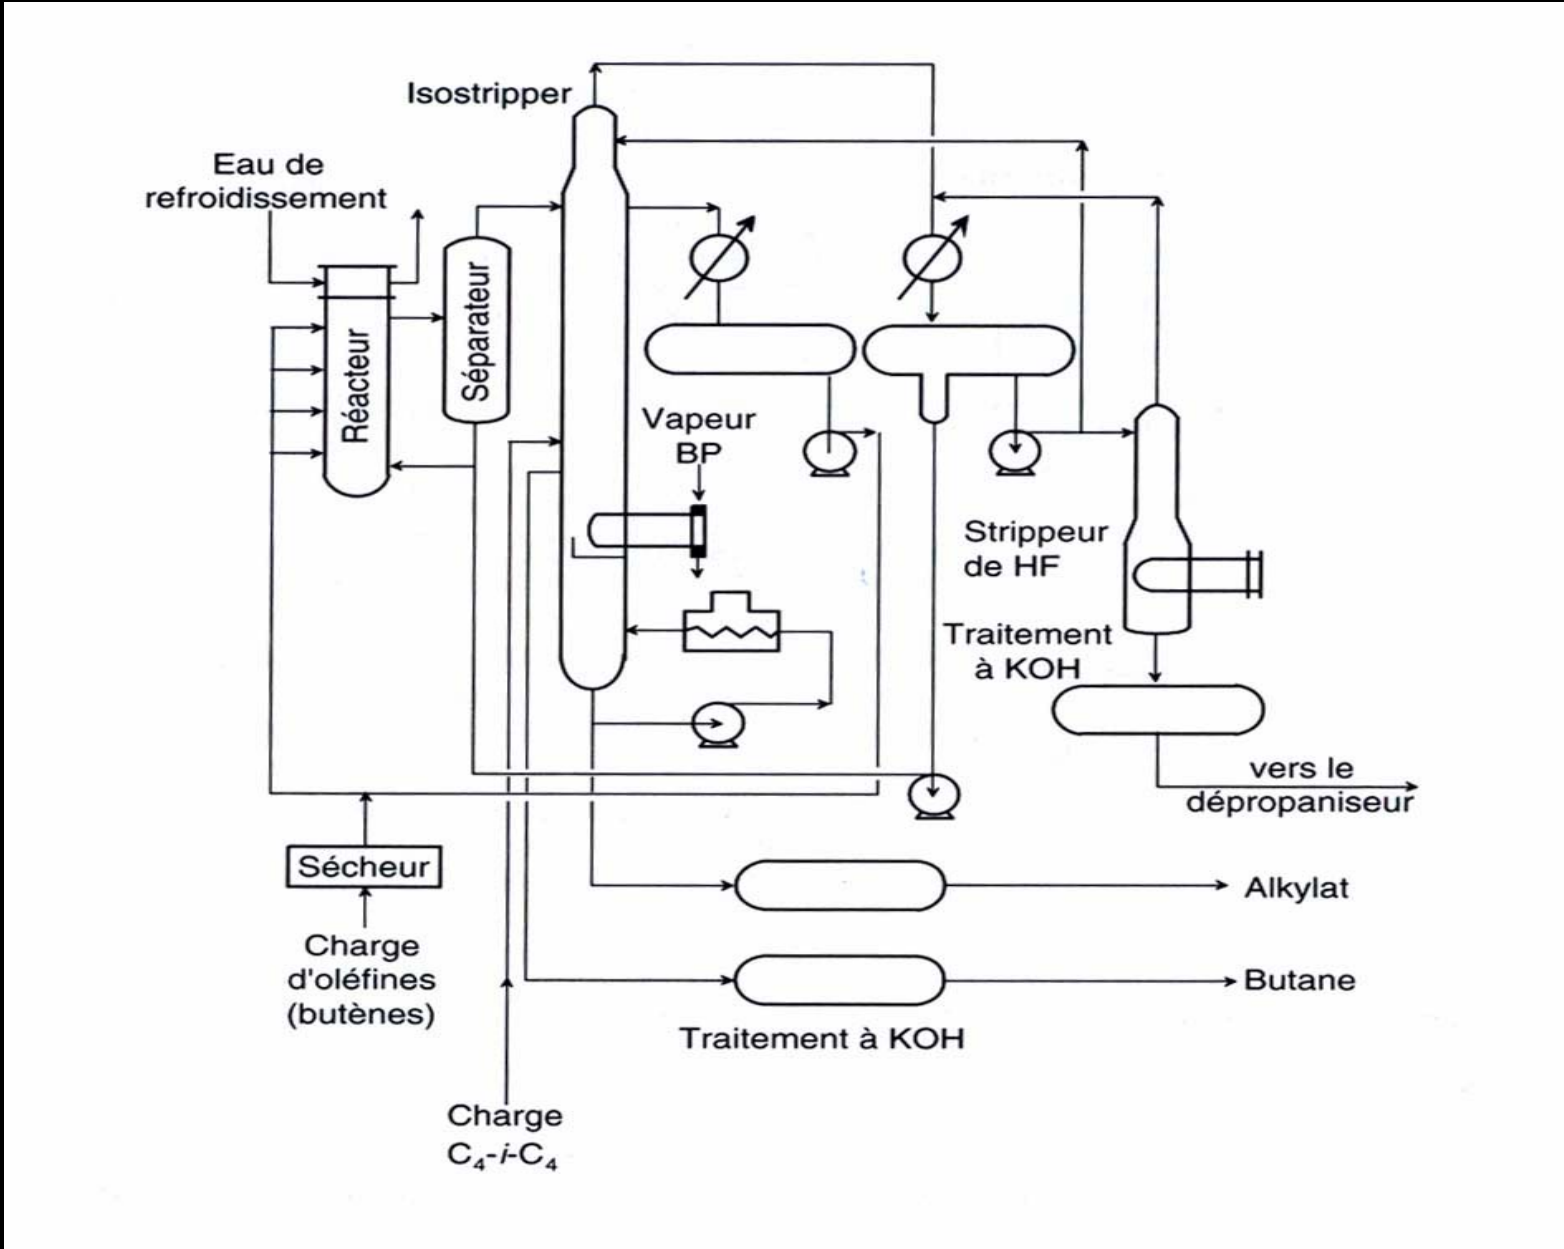 Isostripper
Eau de
refroidissement
Réacteur
Séparateur
Vapeur
BP
Strippeur
de HF
Traitement
à KOH
vers le
dépropaniseur
Sécheur
Charge
d'oléfines
(butènes)
Alkylat
Butane
Traitement à KOH
Charge
C₄-i-C₄